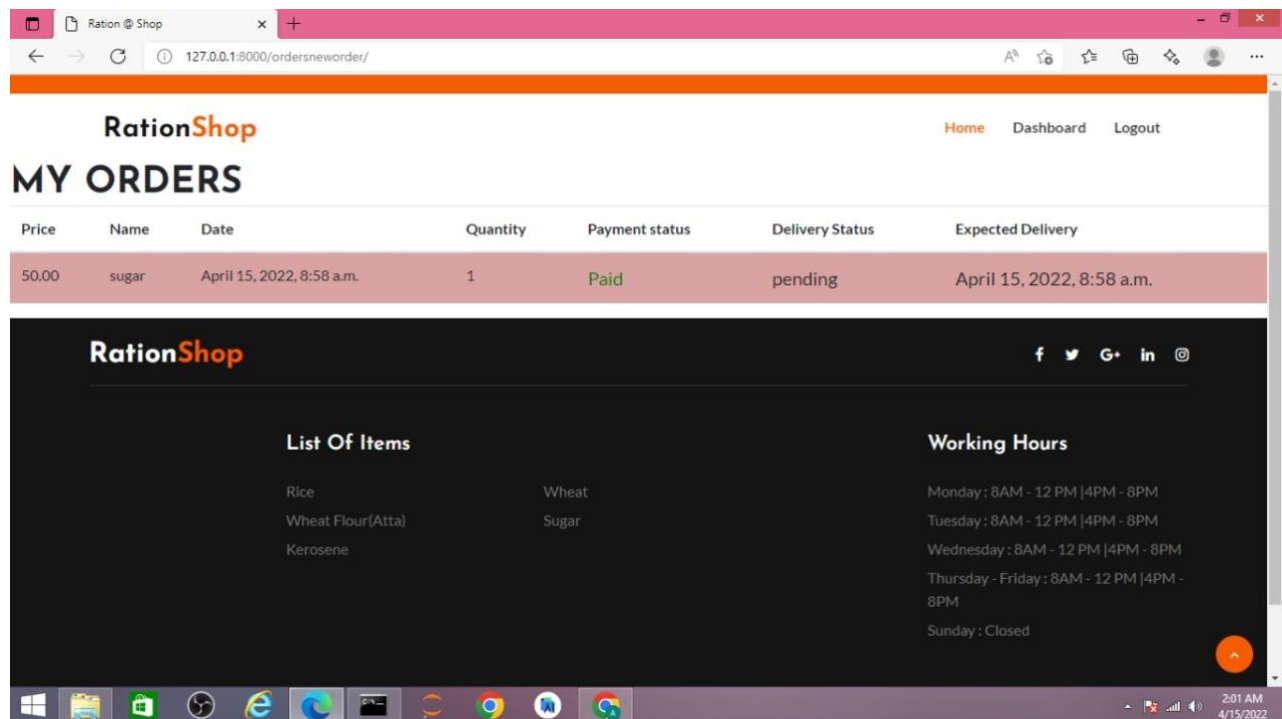 Ration @ Shop
127.0.0.1:8000/ordersneworder/
RationShop
Home Dashboard Logout
MY ORDERS
Price Name Date Quantity Payment status Delivery Status Expected Delivery
50.00 sugar April 15, 2022, 8:58 a.m. 1 Paid pending April 15, 2022, 8:58 a.m.
RationShop
List Of Items
Rice Wheat
Wheat Flour(Atta) Sugar
Kerosene
Working Hours
Monday : 8AM - 12 PM |4PM - 8PM
Tuesday : 8AM - 12 PM |4PM - 8PM
Wednesday : 8AM - 12 PM |4PM - 8PM
Thursday - Friday : 8AM - 12 PM |4PM -
8PM
Sunday : Closed
2:01 AM
4/15/2022